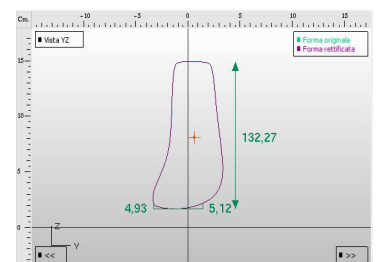 Cm.
-10 -5 0 5 10 15
Vista YZ
Forma originale
Forma rettificata
15
10
5
0
132,27
4,93 5,12
Z
Y
<< >>